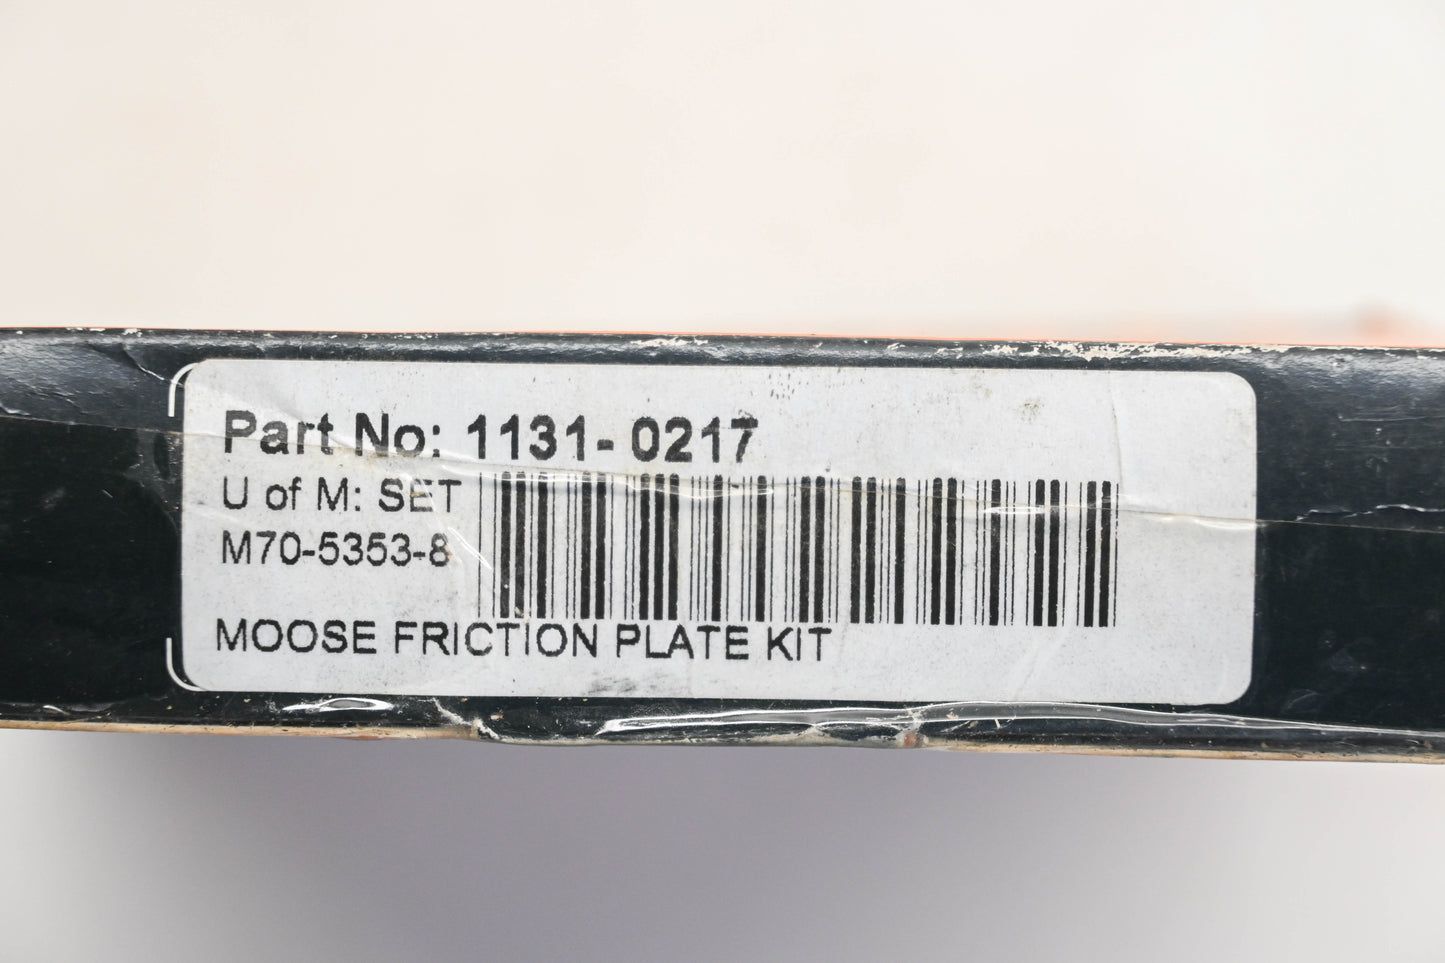 Part No: 1131-0217
U of M: SET
M70-5353-8
MOOSE FRICTION PLATE KIT